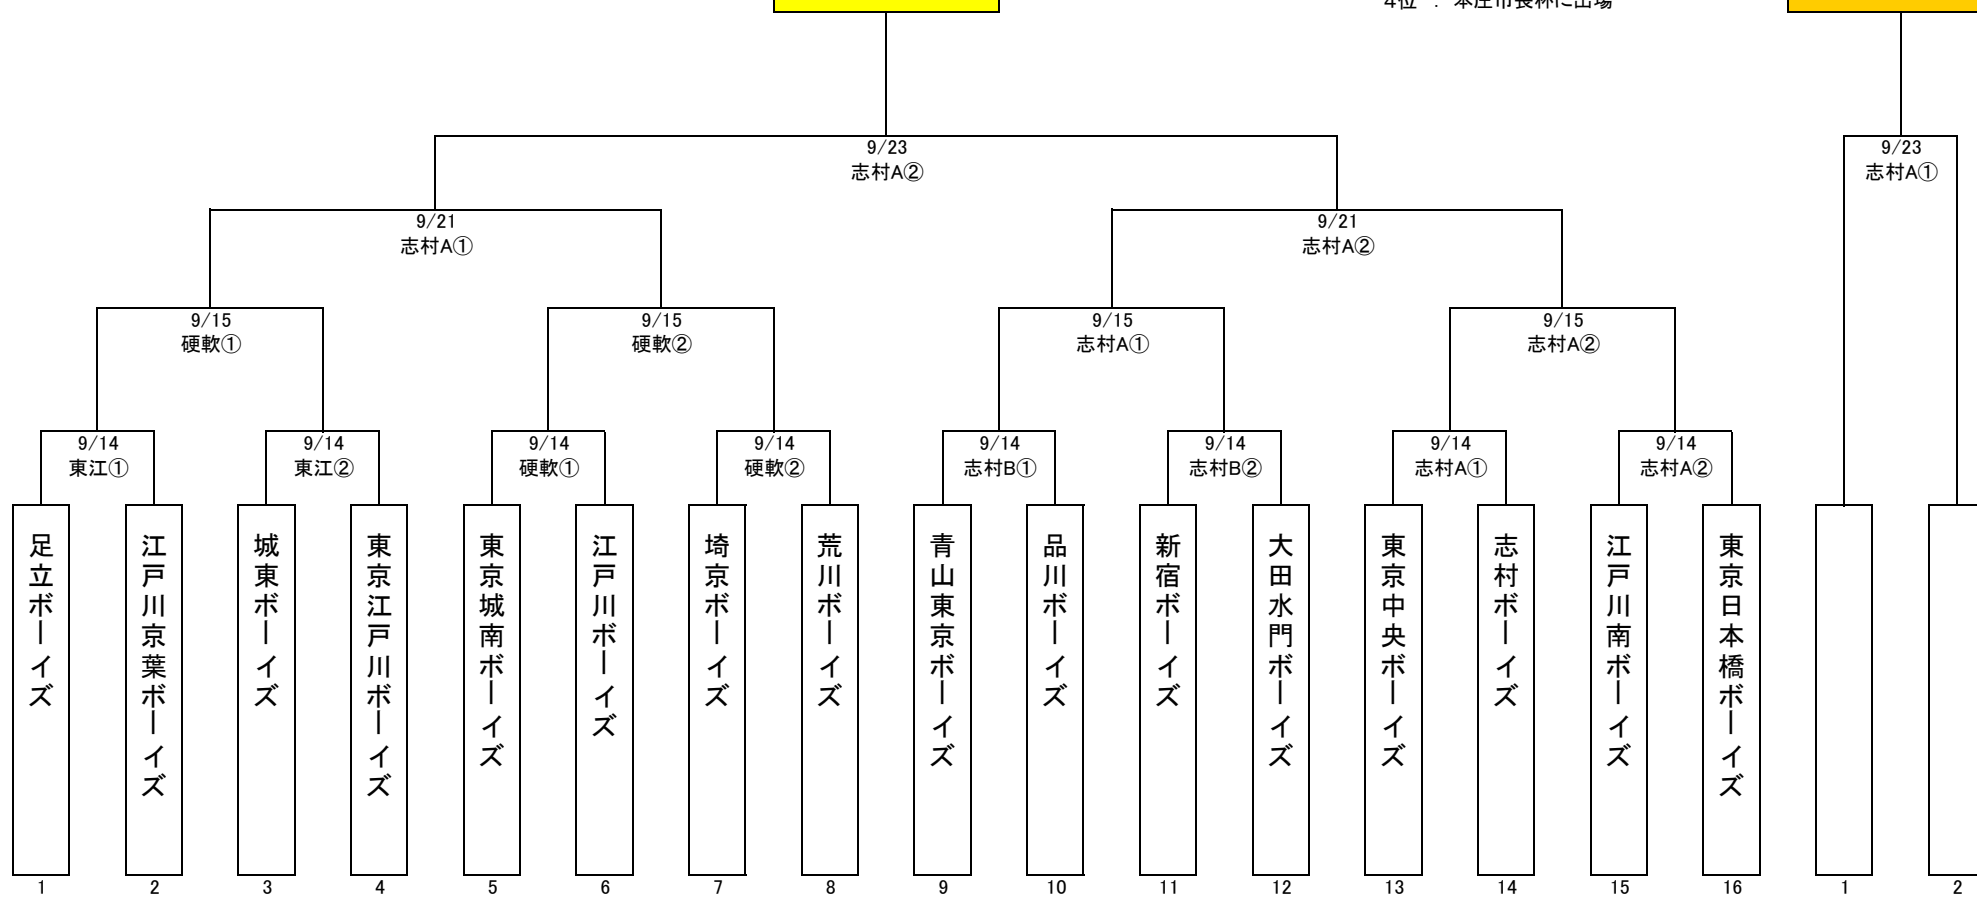 4位 : 本庄市長杯に出場
9/23
志村A②
9/23
志村A①
9/21
志村A①
9/21
志村A②
9/15
硬軟①
9/15
硬軟②
9/15
志村A①
9/15
志村A②
9/14
東江①
9/14
東江②
9/14
硬軟①
9/14
硬軟②
9/14
志村B①
9/14
志村B②
9/14
志村A①
9/14
志村A②
足立ボーイズ
江戸川京葉ボーイズ
城東ボーイズ
東京江戸川ボーイズ
東京城南ボーイズ
江戸川ボーイズ
埼京ボーイズ
荒川ボーイズ
青山東京ボーイズ
品川ボーイズ
新宿ボーイズ
大田水門ボーイズ
東京中央ボーイズ
志村ボーイズ
江戸川南ボーイズ
東京日本橋ボーイズ
1 2 3 4 5 6 7 8 9 10 11 12 13 14 15 16 1 2